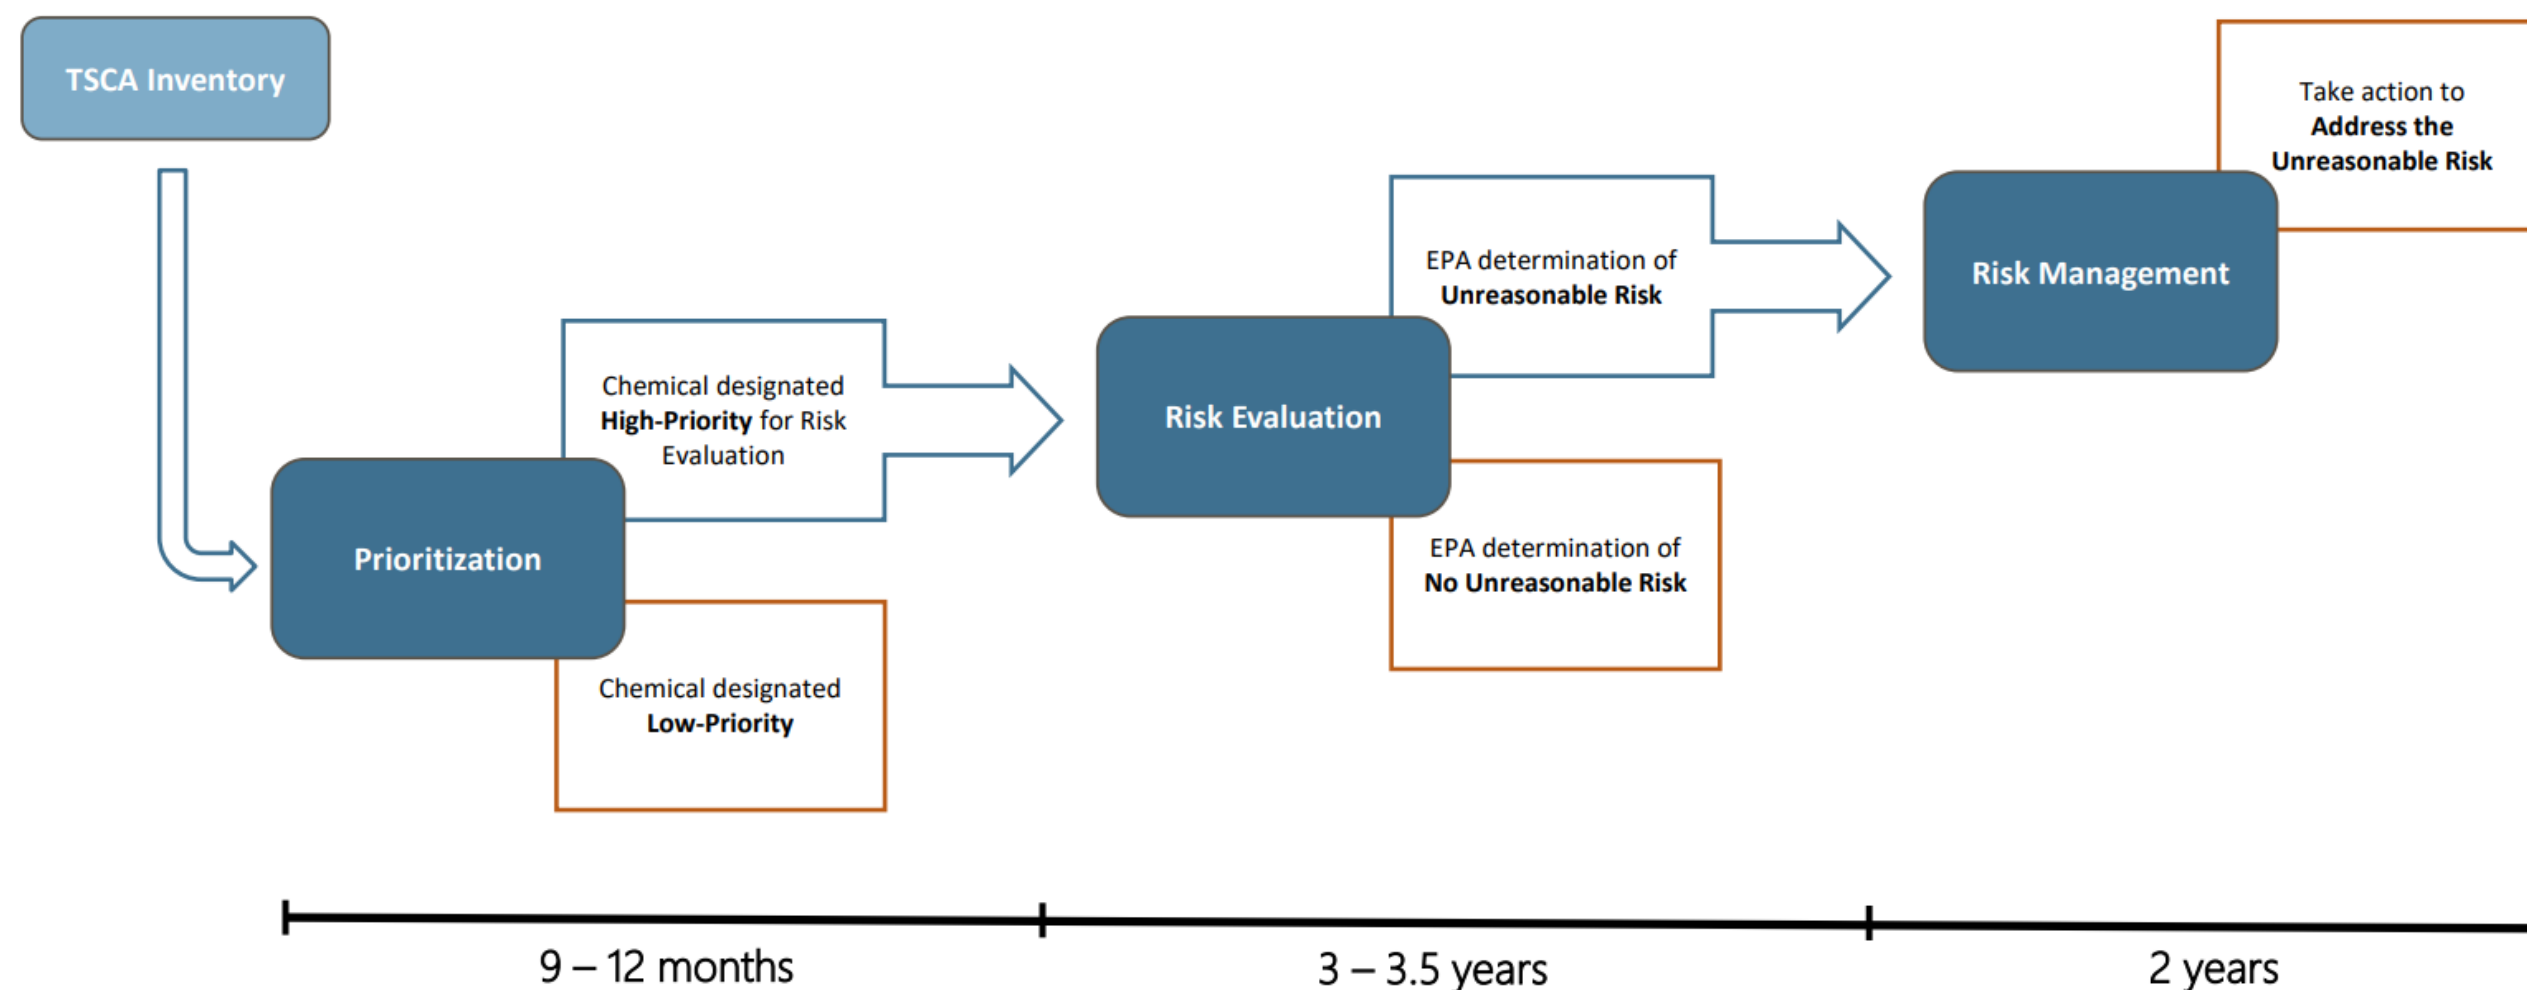 TSCA Inventory
Take action to
Address the
Unreasonable Risk
EPA determination of
Unreasonable Risk
Risk Management
Chemical designated
High-Priority for Risk
Evaluation
Risk Evaluation
Prioritization
EPA determination of
No Unreasonable Risk
Chemical designated
Low-Priority
9 – 12 months
3 – 3.5 years
2 years